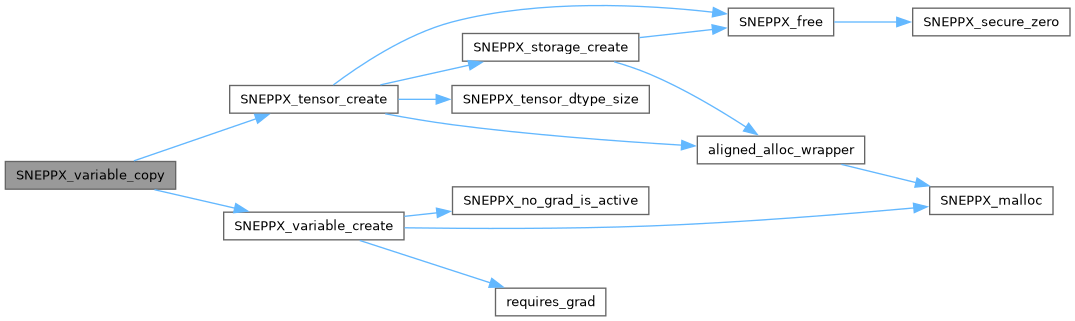 SNEPPX_free
SNEPPX_secure_zero
SNEPPX_storage_create
SNEPPX_tensor_create
SNEPPX_tensor_dtype_size
aligned_alloc_wrapper
SNEPPX_variable_copy
SNEPPX_no_grad_is_active
SNEPPX_malloc
SNEPPX_variable_create
requires_grad